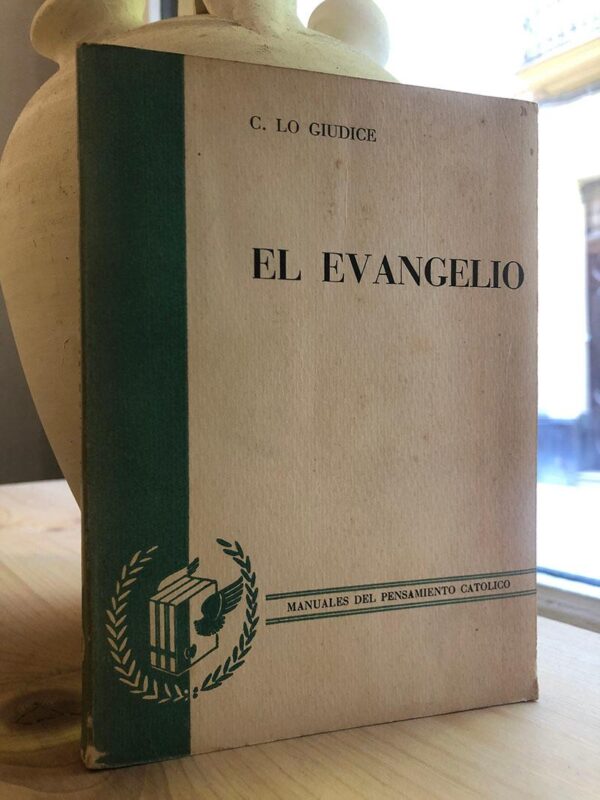 C. LO GIUDICE
EL EVANGELIO
MANUALES DEL PENSAMIENTO CATOLICO